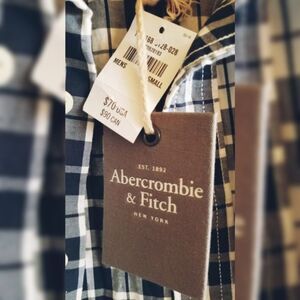 MENS
SMALL
$70 USA
$90 CAN
EST. 1892
Abercrombie
& Fitch
NEW YORK